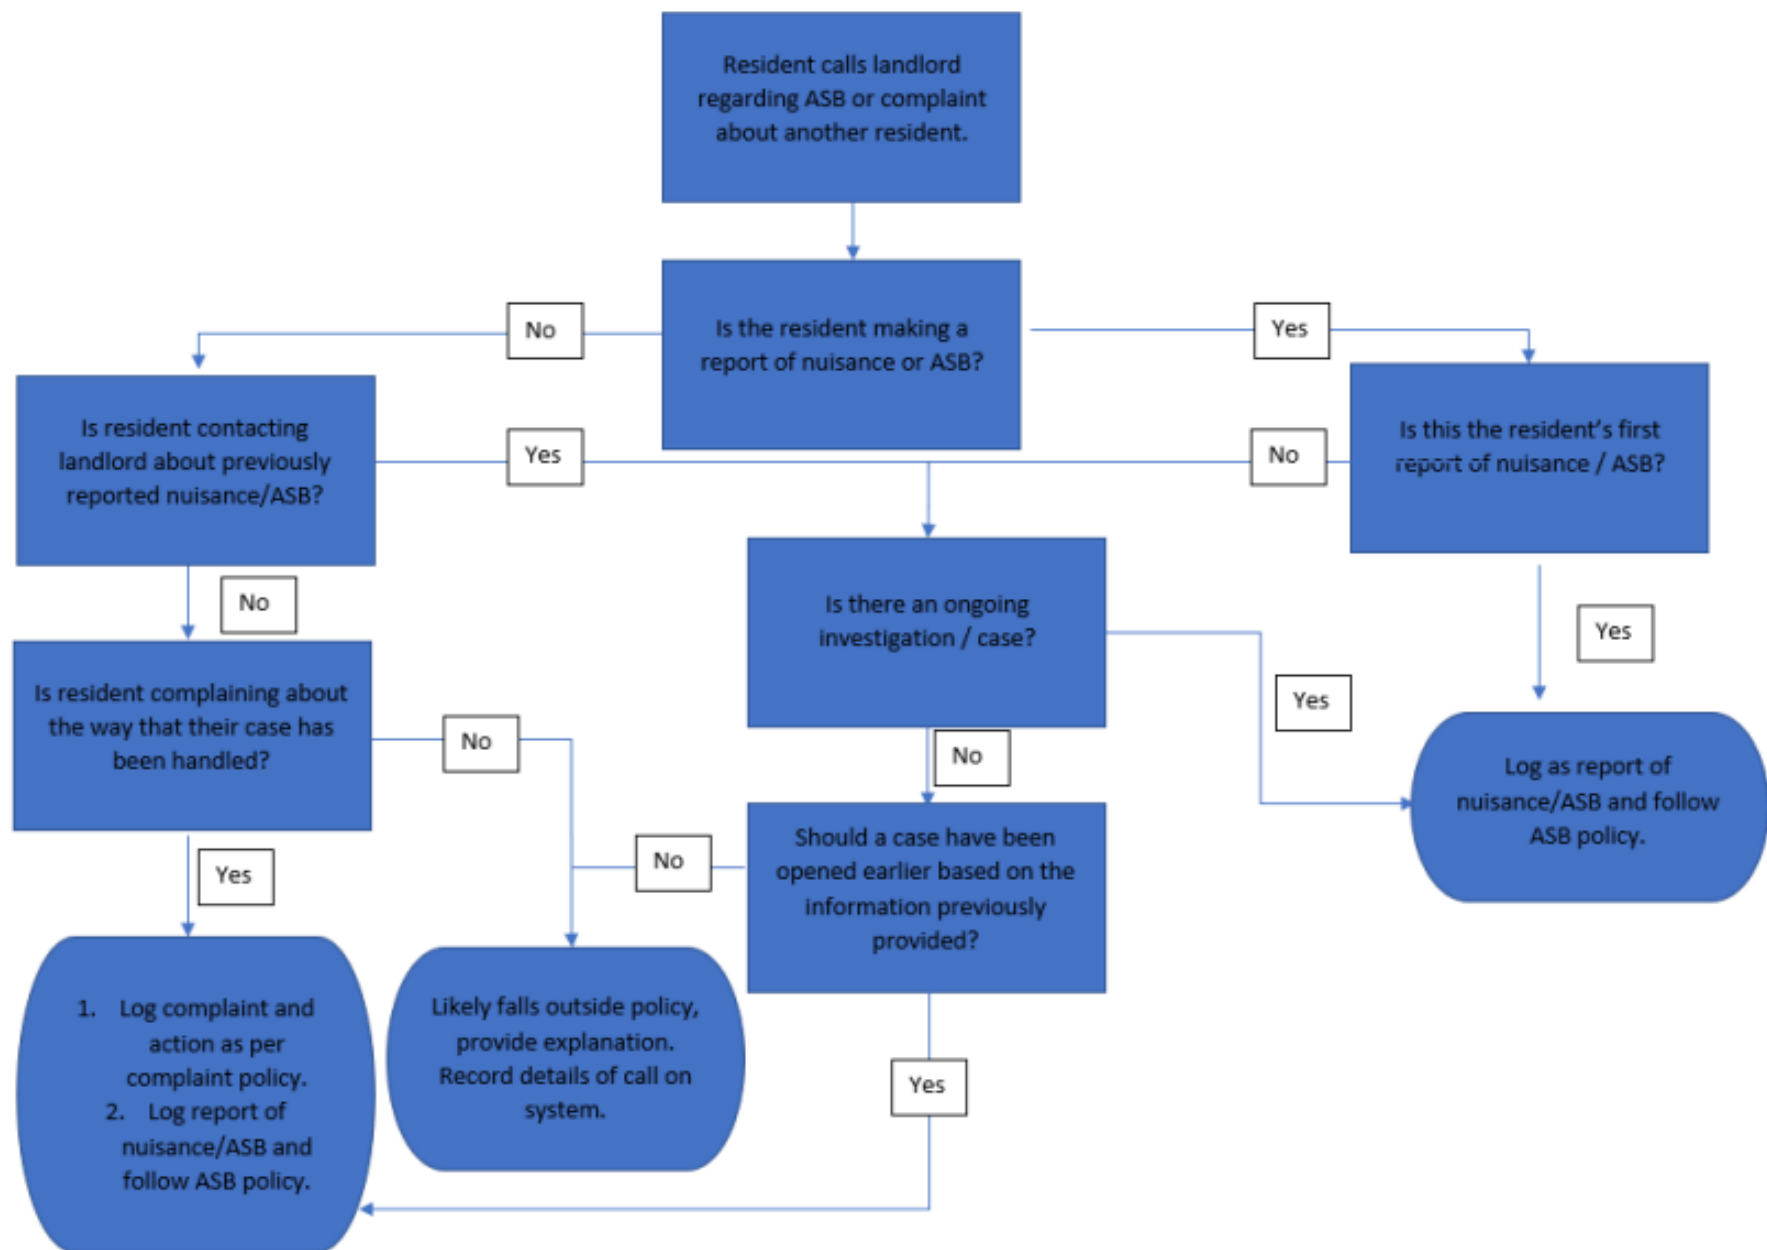 Resident calls landlord
regarding ASB or complaint
about another resident.
No
Is the resident making a
report of nuisance or ASB?
Yes
Is resident contacting
landlord about previously
reported nuisance/ASB?
Yes
No
Is this the resident's first
report of nuisance / ASB?
No
Is there an ongoing
investigation / case?
Yes
Yes
Is resident complaining about
the way that their case has
been handled?
No
No
Log as report of
nuisance/ASB and follow
ASB policy.
Yes
No
Should a case have been
opened earlier based on the
information previously
provided?
1. Log complaint and
action as per
complaint policy.
2. Log report of
nuisance/ASB and
follow ASB policy.
Likely falls outside policy,
provide explanation.
Record details of call on
system.
Yes